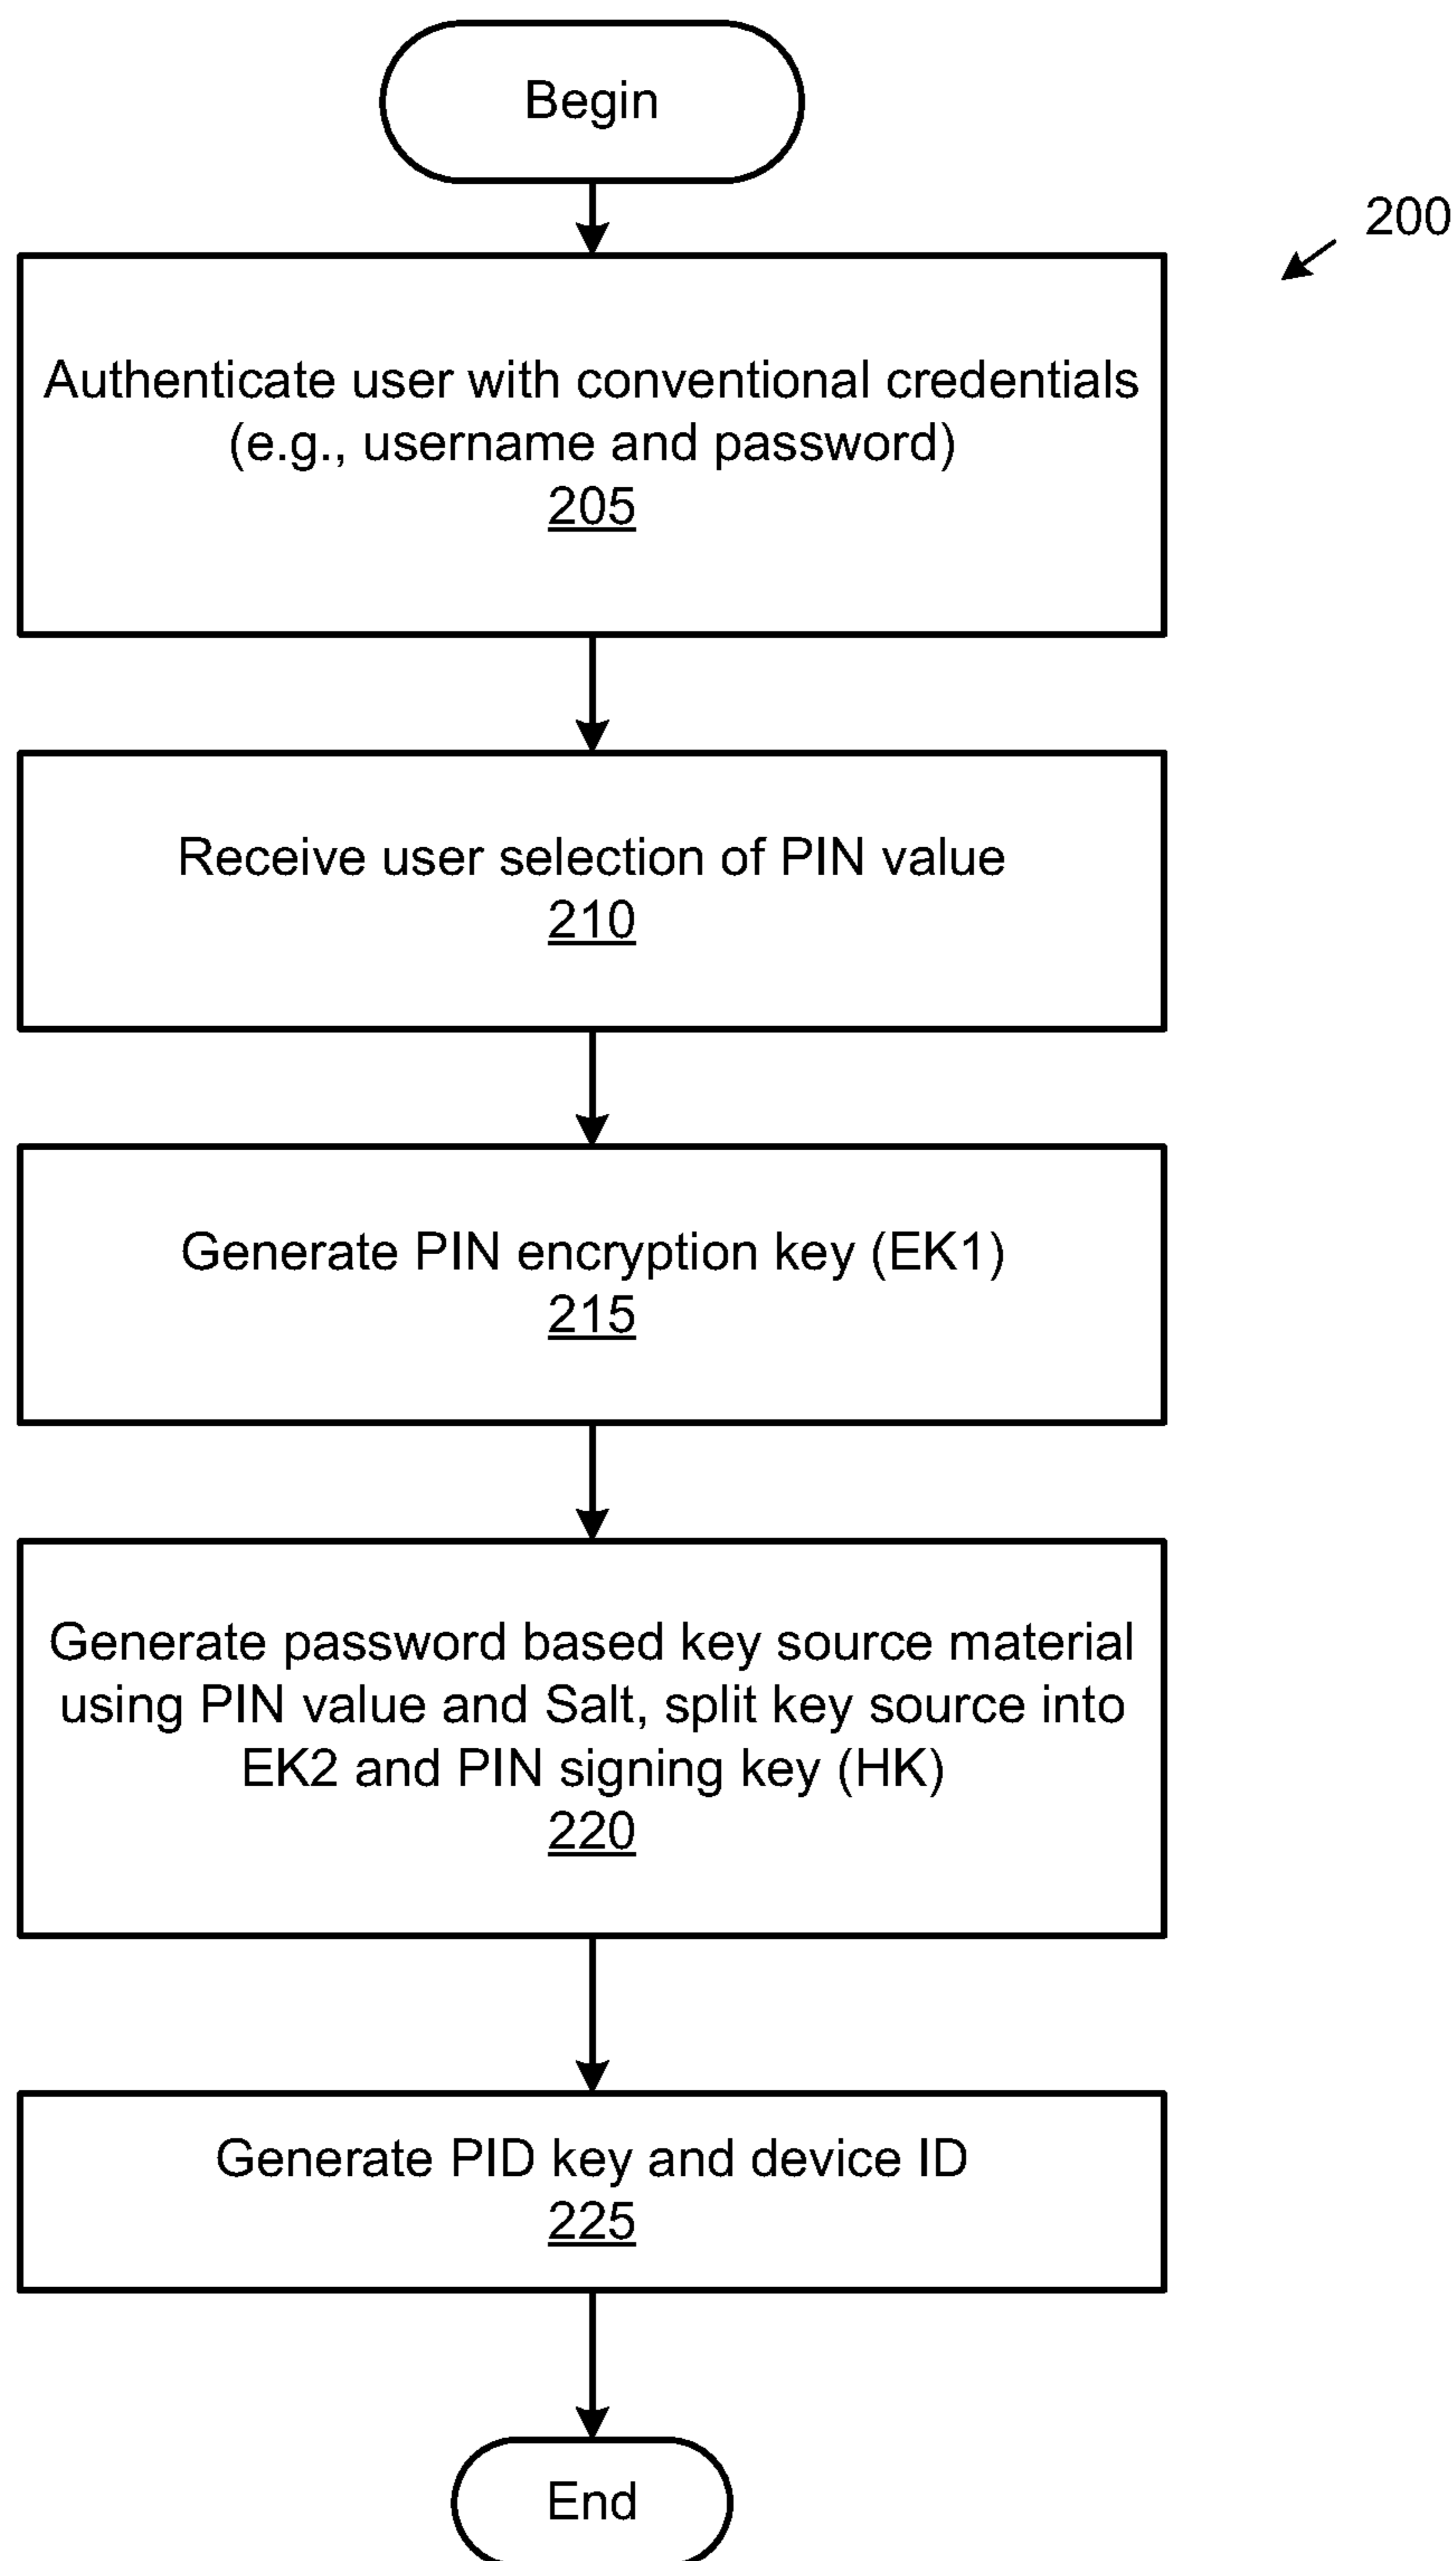 Begin
200
Authenticate user with conventional credentials
(e.g., username and password)
205
Receive user selection of PIN value
210
Generate PIN encryption key (EK1)
215
Generate password based key source material
using PIN value and Salt, split key source into
EK2 and PIN signing key (HK)
220
Generate PID key and device ID
225
End